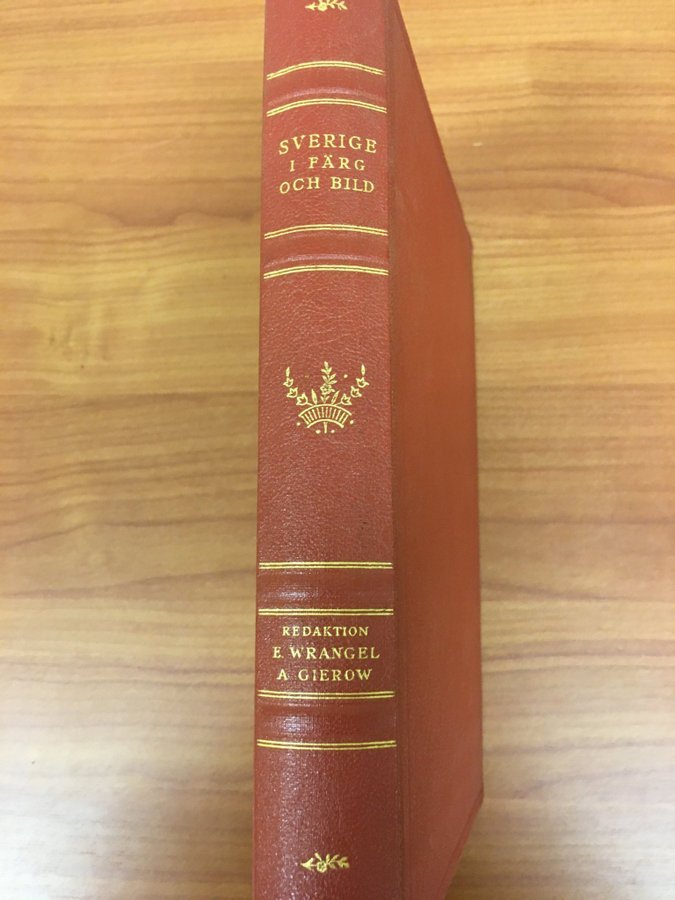 SVERIGE
I FÄRG
OCH BILD
REDAKTION
E. WRANGEL
A GIEROW